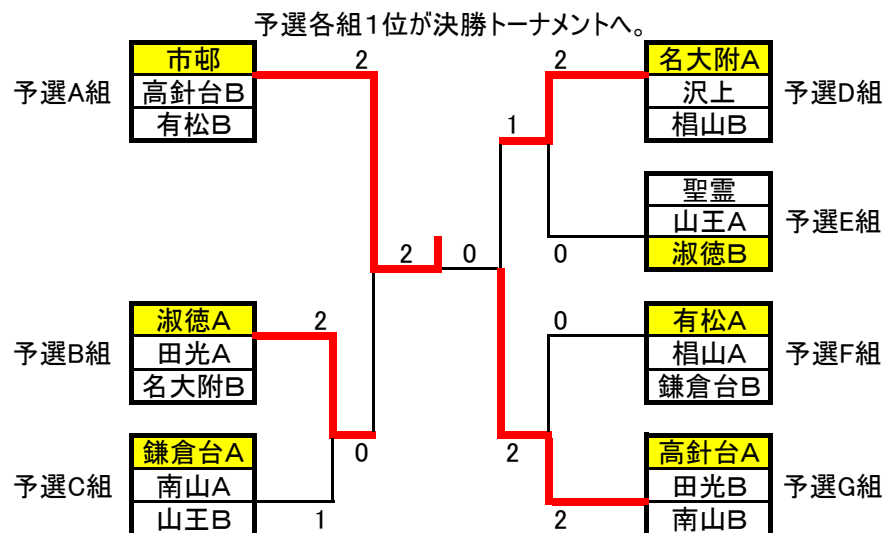 予選各組1位が決勝トーナメントへ。
予選A組
市邨
高針台B
有松B
2
2
名大附A
沢上
椙山B
予選D組
1
聖霊
山王A
淑徳B
予選E組
0
2
0
予選B組
淑徳A
田光A
名大附B
2
0
有松A
椙山A
鎌倉台B
予選F組
予選C組
鎌倉台A
南山A
山王B
0
1
2
2
高針台A
田光B
南山B
予選G組